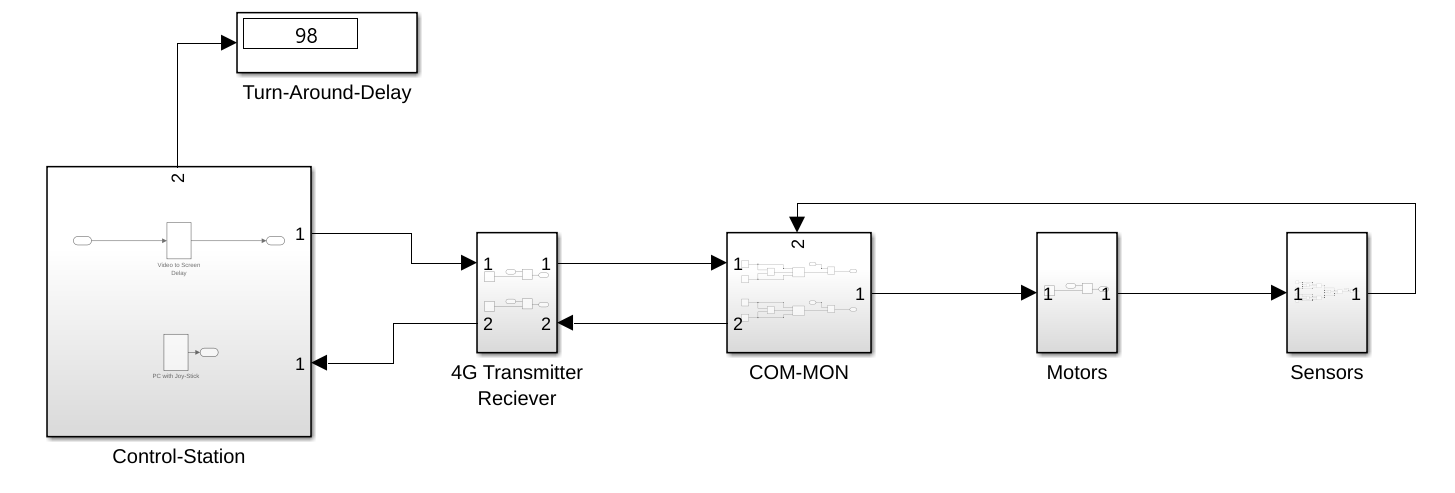 98
Turn-Around-Delay
2
1
Video to Screen
Delay
1
PC with Joy-Stick
Control-Station
1
1
2
2
4G Transmitter
Reciever
2
1
1
2
COM-MON
1
1
Motors
1
1
Sensors